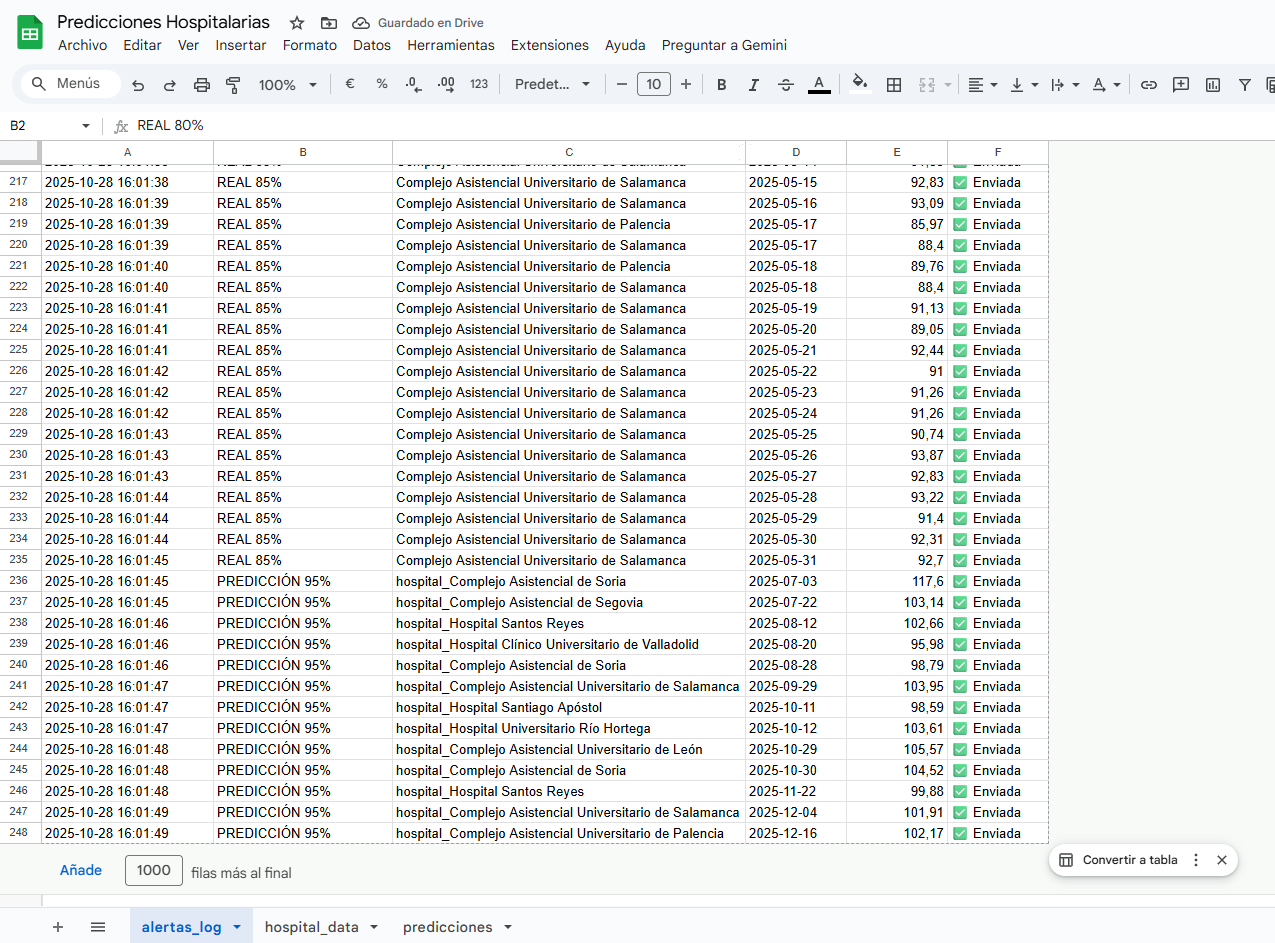 Predicciones Hospitalarias Guardado en Drive
Archivo Editar Ver Insertar Formato Datos Herramientas Extensiones Ayuda Preguntar a Gemini
Menús 100% € % .0 .00 123 Predet... − 10 + B I S A
B2 fx REAL 80%
A B C D E F
217 2025-10-28 16:01:38 REAL 85% Complejo Asistencial Universitario de Salamanca 2025-05-15 92,83 ✅ Enviada
218 2025-10-28 16:01:39 REAL 85% Complejo Asistencial Universitario de Salamanca 2025-05-16 93,09 ✅ Enviada
219 2025-10-28 16:01:39 REAL 85% Complejo Asistencial Universitario de Palencia 2025-05-17 85,97 ✅ Enviada
220 2025-10-28 16:01:39 REAL 85% Complejo Asistencial Universitario de Salamanca 2025-05-17 88,4 ✅ Enviada
221 2025-10-28 16:01:40 REAL 85% Complejo Asistencial Universitario de Palencia 2025-05-18 89,76 ✅ Enviada
222 2025-10-28 16:01:40 REAL 85% Complejo Asistencial Universitario de Salamanca 2025-05-18 88,4 ✅ Enviada
223 2025-10-28 16:01:41 REAL 85% Complejo Asistencial Universitario de Salamanca 2025-05-19 91,13 ✅ Enviada
224 2025-10-28 16:01:41 REAL 85% Complejo Asistencial Universitario de Salamanca 2025-05-20 89,05 ✅ Enviada
225 2025-10-28 16:01:41 REAL 85% Complejo Asistencial Universitario de Salamanca 2025-05-21 92,44 ✅ Enviada
226 2025-10-28 16:01:42 REAL 85% Complejo Asistencial Universitario de Salamanca 2025-05-22 91 ✅ Enviada
227 2025-10-28 16:01:42 REAL 85% Complejo Asistencial Universitario de Salamanca 2025-05-23 91,26 ✅ Enviada
228 2025-10-28 16:01:42 REAL 85% Complejo Asistencial Universitario de Salamanca 2025-05-24 91,26 ✅ Enviada
229 2025-10-28 16:01:43 REAL 85% Complejo Asistencial Universitario de Salamanca 2025-05-25 90,74 ✅ Enviada
230 2025-10-28 16:01:43 REAL 85% Complejo Asistencial Universitario de Salamanca 2025-05-26 93,87 ✅ Enviada
231 2025-10-28 16:01:43 REAL 85% Complejo Asistencial Universitario de Salamanca 2025-05-27 92,83 ✅ Enviada
232 2025-10-28 16:01:44 REAL 85% Complejo Asistencial Universitario de Salamanca 2025-05-28 93,22 ✅ Enviada
233 2025-10-28 16:01:44 REAL 85% Complejo Asistencial Universitario de Salamanca 2025-05-29 91,4 ✅ Enviada
234 2025-10-28 16:01:44 REAL 85% Complejo Asistencial Universitario de Salamanca 2025-05-30 92,31 ✅ Enviada
235 2025-10-28 16:01:45 REAL 85% Complejo Asistencial Universitario de Salamanca 2025-05-31 92,7 ✅ Enviada
236 2025-10-28 16:01:45 PREDICCIÓN 95% hospital_Complejo Asistencial de Soria 2025-07-03 117,6 ✅ Enviada
237 2025-10-28 16:01:45 PREDICCIÓN 95% hospital_Complejo Asistencial de Segovia 2025-07-22 103,14 ✅ Enviada
238 2025-10-28 16:01:46 PREDICCIÓN 95% hospital_Hospital Santos Reyes 2025-08-12 102,66 ✅ Enviada
239 2025-10-28 16:01:46 PREDICCIÓN 95% hospital_Hospital Clínico Universitario de Valladolid 2025-08-20 95,98 ✅ Enviada
240 2025-10-28 16:01:46 PREDICCIÓN 95% hospital_Complejo Asistencial de Soria 2025-08-28 98,79 ✅ Enviada
241 2025-10-28 16:01:47 PREDICCIÓN 95% hospital_Complejo Asistencial Universitario de Salamanca 2025-09-29 103,95 ✅ Enviada
242 2025-10-28 16:01:47 PREDICCIÓN 95% hospital_Hospital Santiago Apóstol 2025-10-11 98,59 ✅ Enviada
243 2025-10-28 16:01:47 PREDICCIÓN 95% hospital_Hospital Universitario Río Hortega 2025-10-12 103,61 ✅ Enviada
244 2025-10-28 16:01:48 PREDICCIÓN 95% hospital_Complejo Asistencial Universitario de León 2025-10-29 105,57 ✅ Enviada
245 2025-10-28 16:01:48 PREDICCIÓN 95% hospital_Complejo Asistencial de Soria 2025-10-30 104,52 ✅ Enviada
246 2025-10-28 16:01:48 PREDICCIÓN 95% hospital_Hospital Santos Reyes 2025-11-22 99,88 ✅ Enviada
247 2025-10-28 16:01:49 PREDICCIÓN 95% hospital_Complejo Asistencial Universitario de Salamanca 2025-12-04 101,91 ✅ Enviada
248 2025-10-28 16:01:49 PREDICCIÓN 95% hospital_Complejo Asistencial Universitario de Palencia 2025-12-16 102,17 ✅ Enviada
Convertir a tabla
Añade 1000 filas más al final
alertas_log hospital_data predicciones